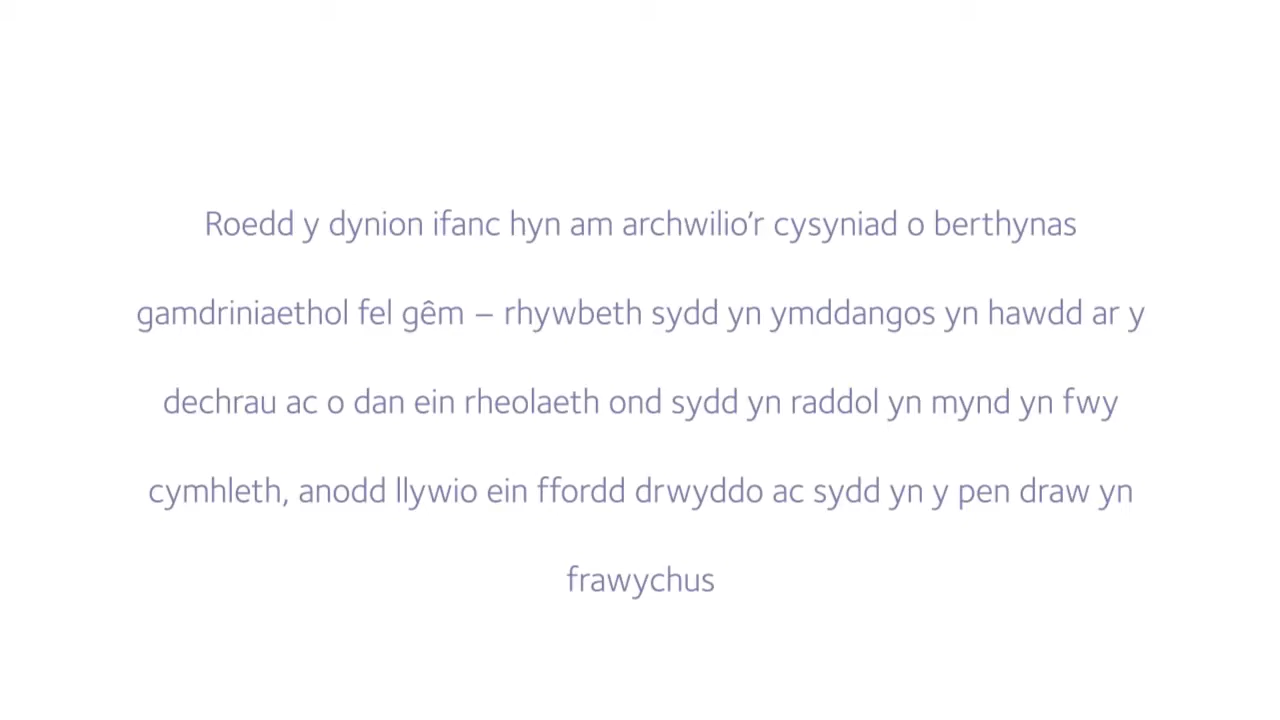 Roedd y dynion ifanc hyn am archwilio’r cysyniad o berthynas
gamdriniaethol fel gêm – rhywbeth sydd yn ymddangos yn hawdd ar y
dechrau ac o dan ein rheolaeth ond sydd yn raddol yn mynd yn fwy
cymhleth, anodd llywio ein ffordd drwyddo ac sydd yn y pen draw yn
frawychus